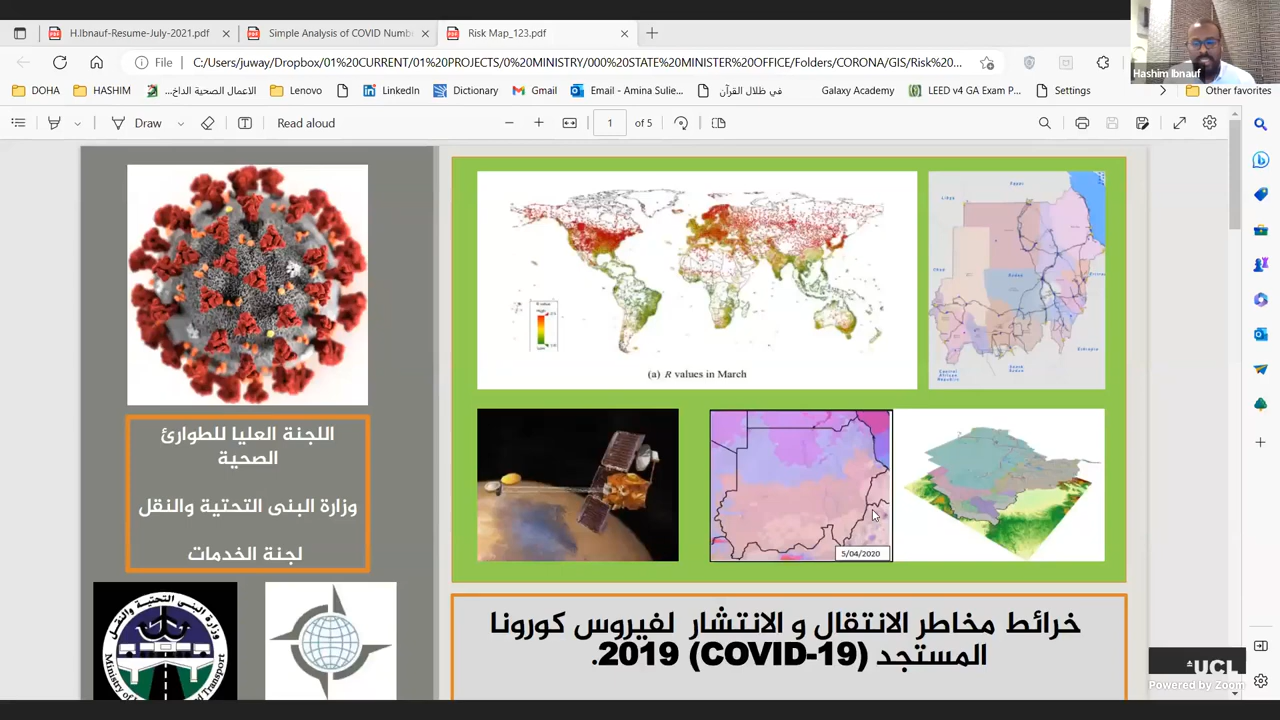 H.Ibnauf-Resume-July-2021.pdf
Simple Analysis of COVID Numb
Risk Map_123.pdf
File
C:/Users/juway/Dropbox/01%20CURRENT/01%20PROJECTS/0%20MINISTRY/000%20STATE%20MINISTER%20OFFICE/Folders/CORONA/GIS/Risk%20...
Hashim Ibnauf
DOHA
HASHIM
الاعمال الصحية الداخ...
Lenovo
LinkedIn
Dictionary
Gmail
Email - Amina Sulie...
في ظلال القرآن
Galaxy Academy
LEED v4 GA Exam P...
Settings
Other favorites
Draw
Read aloud
1
of 5
(a) R values in March
5/04/2020
اللجنة العليا للطوارئ
الصحية
وزارة البنى التحتية والنقل
لجنة الخدمات
وزارة البنى التحتية والنقل
خرائط مخاطر الانتقال و الانتشار لفيروس كورونا
المستجد (COVID-19) 2019.
UCL
Powered by Zoom